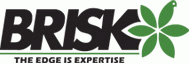 BRISK
THE EDGE IS EXPERTISE